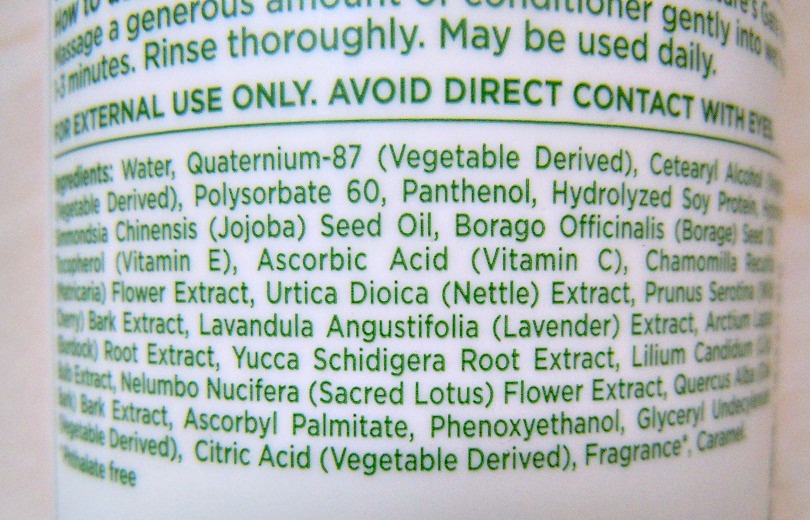 How to
Massage a generous amount of conditioner gently into
1-3 minutes. Rinse thoroughly. May be used daily.
FOR EXTERNAL USE ONLY. AVOID DIRECT CONTACT WITH EYES.
Ingredients: Water, Quaternium-87 (Vegetable Derived), Cetearyl Alcohol
(Vegetable Derived), Polysorbate 60, Panthenol, Hydrolyzed Soy Protein,
Simmondsia Chinensis (Jojoba) Seed Oil, Borago Officinalis (Borage) Seed
Tocopherol (Vitamin E), Ascorbic Acid (Vitamin C), Chamomilla
(Matricaria) Flower Extract, Urtica Dioica (Nettle) Extract, Prunus Serotina
Cherry) Bark Extract, Lavandula Angustifolia (Lavender) Extract, Arctium
(Burdock) Root Extract, Yucca Schidigera Root Extract, Lilium Candidum
Bulb Extract, Nelumbo Nucifera (Sacred Lotus) Flower Extract, Quercus Alba
Bark Extract, Ascorbyl Palmitate, Phenoxyethanol, Glyceryl
(Vegetable Derived), Citric Acid (Vegetable Derived), Fragrance*, Caramel.
*Phthalate free